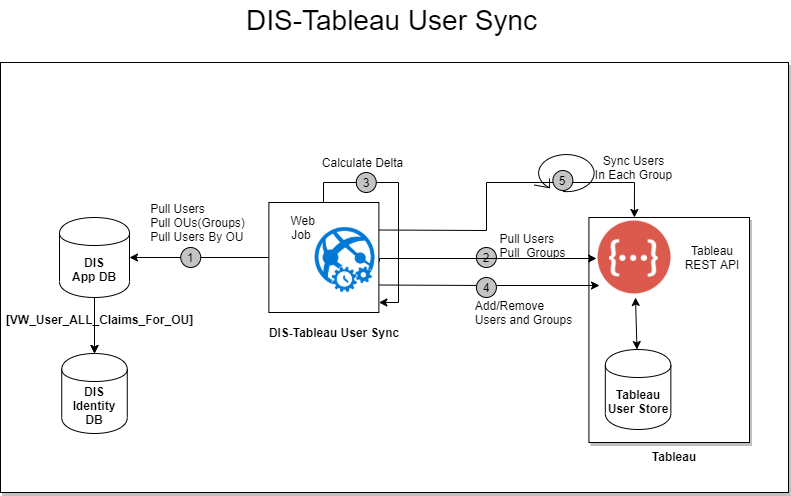 DIS-Tableau User Sync
Calculate Delta
3
Sync Users
In Each Group
5
Pull Users
Pull OUs(Groups)
Pull Users By OU
1
Web
Job
Pull Users
Pull Groups
2
{...}
Tableau
REST API
DIS
App DB
4
Add/Remove
Users and Groups
[VW_User_ALL_Claims_For_OU]
DIS-Tableau User Sync
DIS
Identity
DB
Tableau
User Store
Tableau